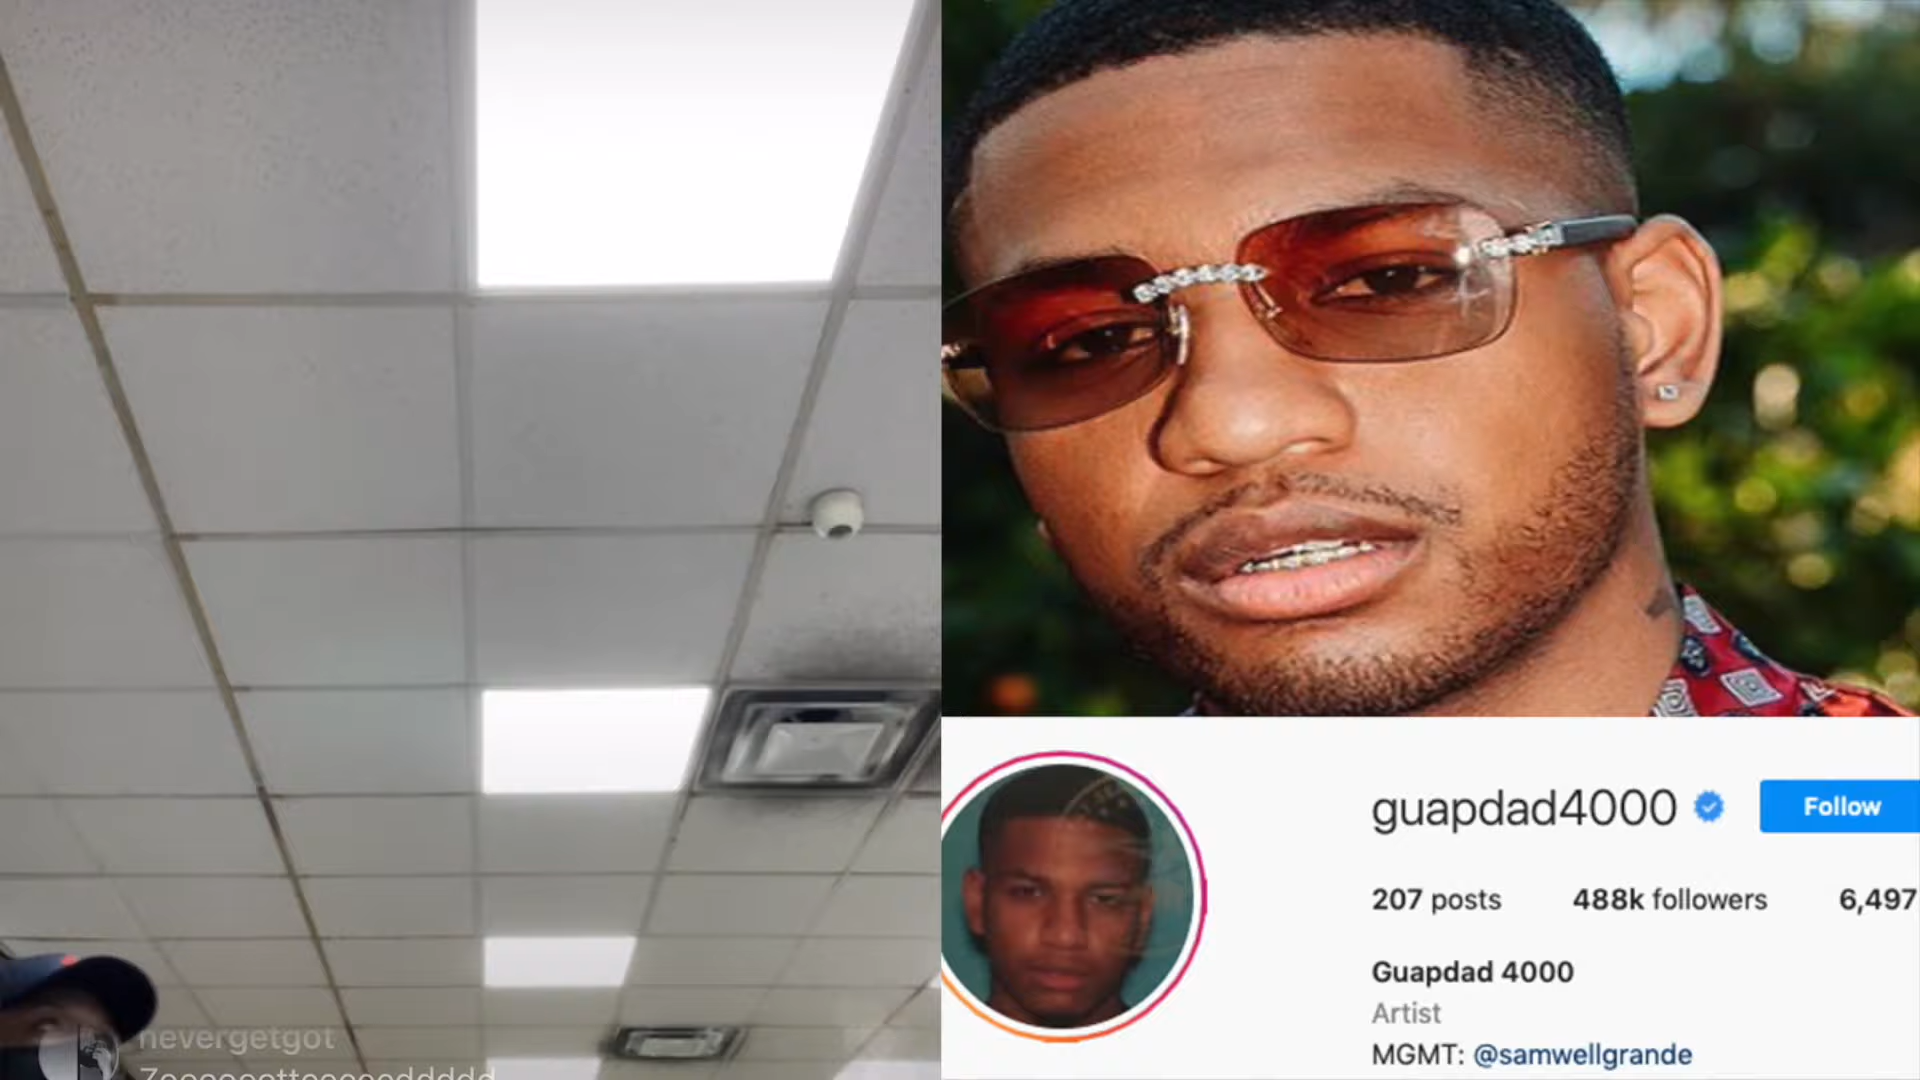 nevergetgot
guapdad4000
Follow
207 posts 488k followers 6,497
Guapdad 4000
Artist
MGMT: @samwellgrande